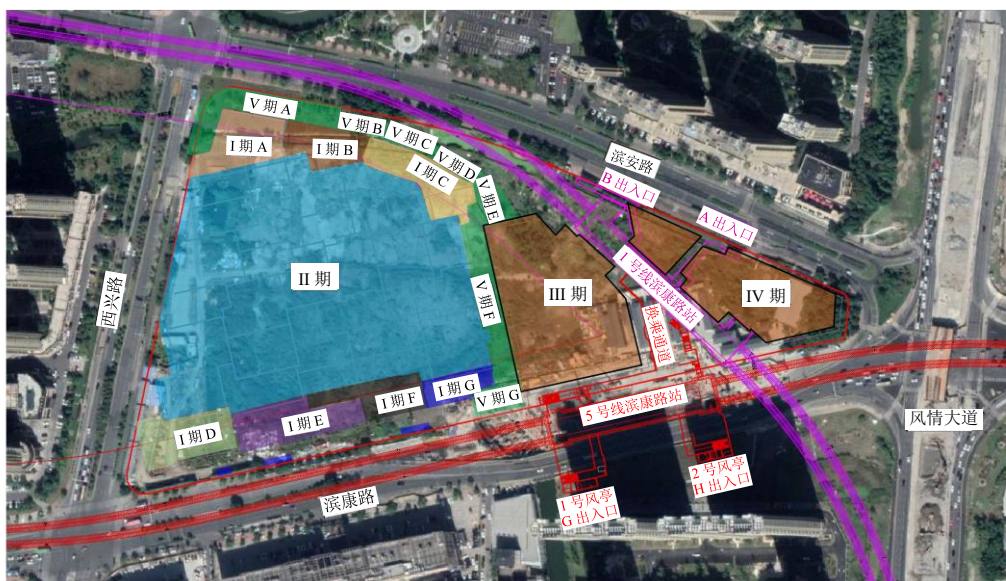 V 期 A
V 期 B
V 期 C
V 期 D
V 期 E
I 期 A
I 期 B
I 期 C
滨安路
B 出入口
A 出入口
1 号线滨康路站
II 期
III 期
IV 期
西兴路
V 期 F
换乘通道
I 期 D
I 期 E
I 期 F
I 期 G
V 期 G
5 号线滨康路站
风情大道
滨康路
1 号风亭
G 出入口
2 号风亭
H 出入口